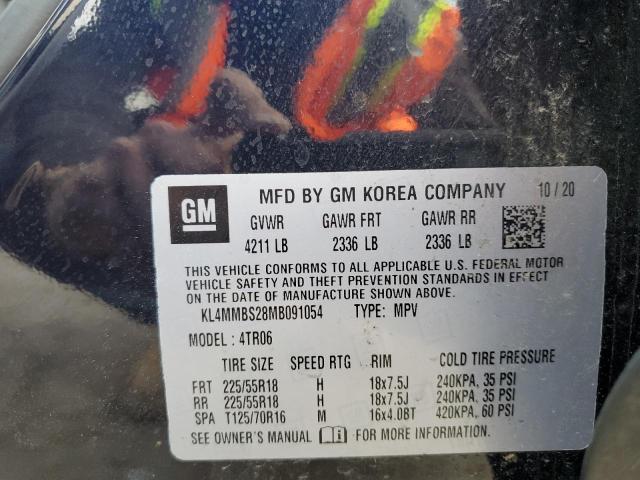 GM MFD BY GM KOREA COMPANY 10/20
GVWR GAWR FRT GAWR RR
4211 LB 2336 LB 2336 LB
THIS VEHICLE CONFORMS TO ALL APPLICABLE U.S. FEDERAL MOTOR
VEHICLE SAFETY AND THEFT PREVENTION STANDARDS IN EFFECT
ON THE DATE OF MANUFACTURE SHOWN ABOVE.
KL4MMBS28MB091054 TYPE: MPV
MODEL: 4TR06
TIRE SIZE SPEED RTG RIM COLD TIRE PRESSURE
FRT 225/55R18 H 18x7.5J 240KPA, 35 PSI
RR 225/55R18 H 18x7.5J 240KPA, 35 PSI
SPA T125/70R16 M 16x4.0BT 420KPA, 60 PSI
SEE OWNER'S MANUAL FOR MORE INFORMATION.